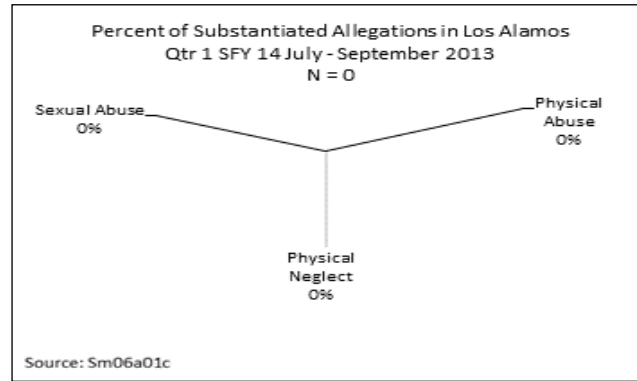 Percent of Substantiated Allegations in Los Alamos
Qtr 1 SFY 14 July - September 2013
N = 0
Sexual Abuse
0%
Physical
Abuse
0%
Physical
Neglect
0%
Source: Sm06a01c